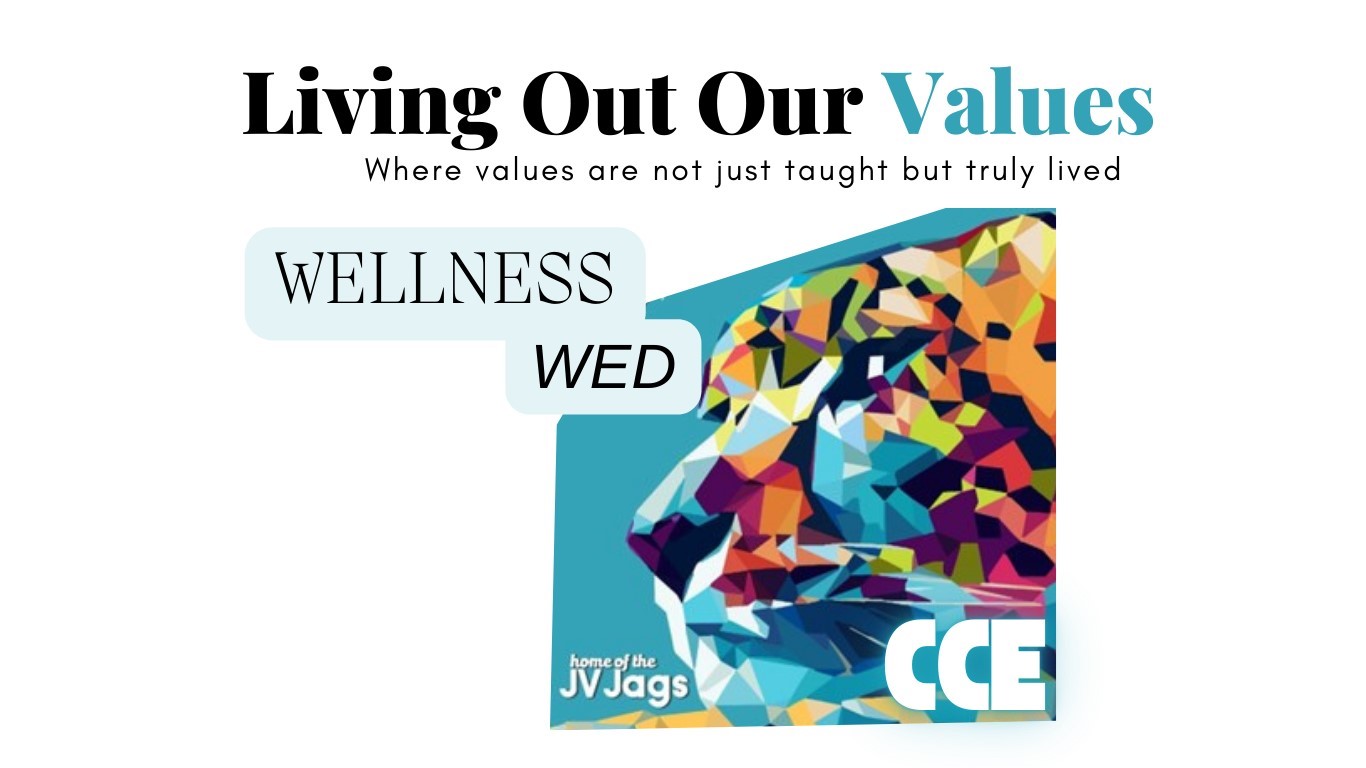 Living Out Our Values
Where values are not just taught but truly lived
WELLNESS
WED
home of the
JV Jags
CCE